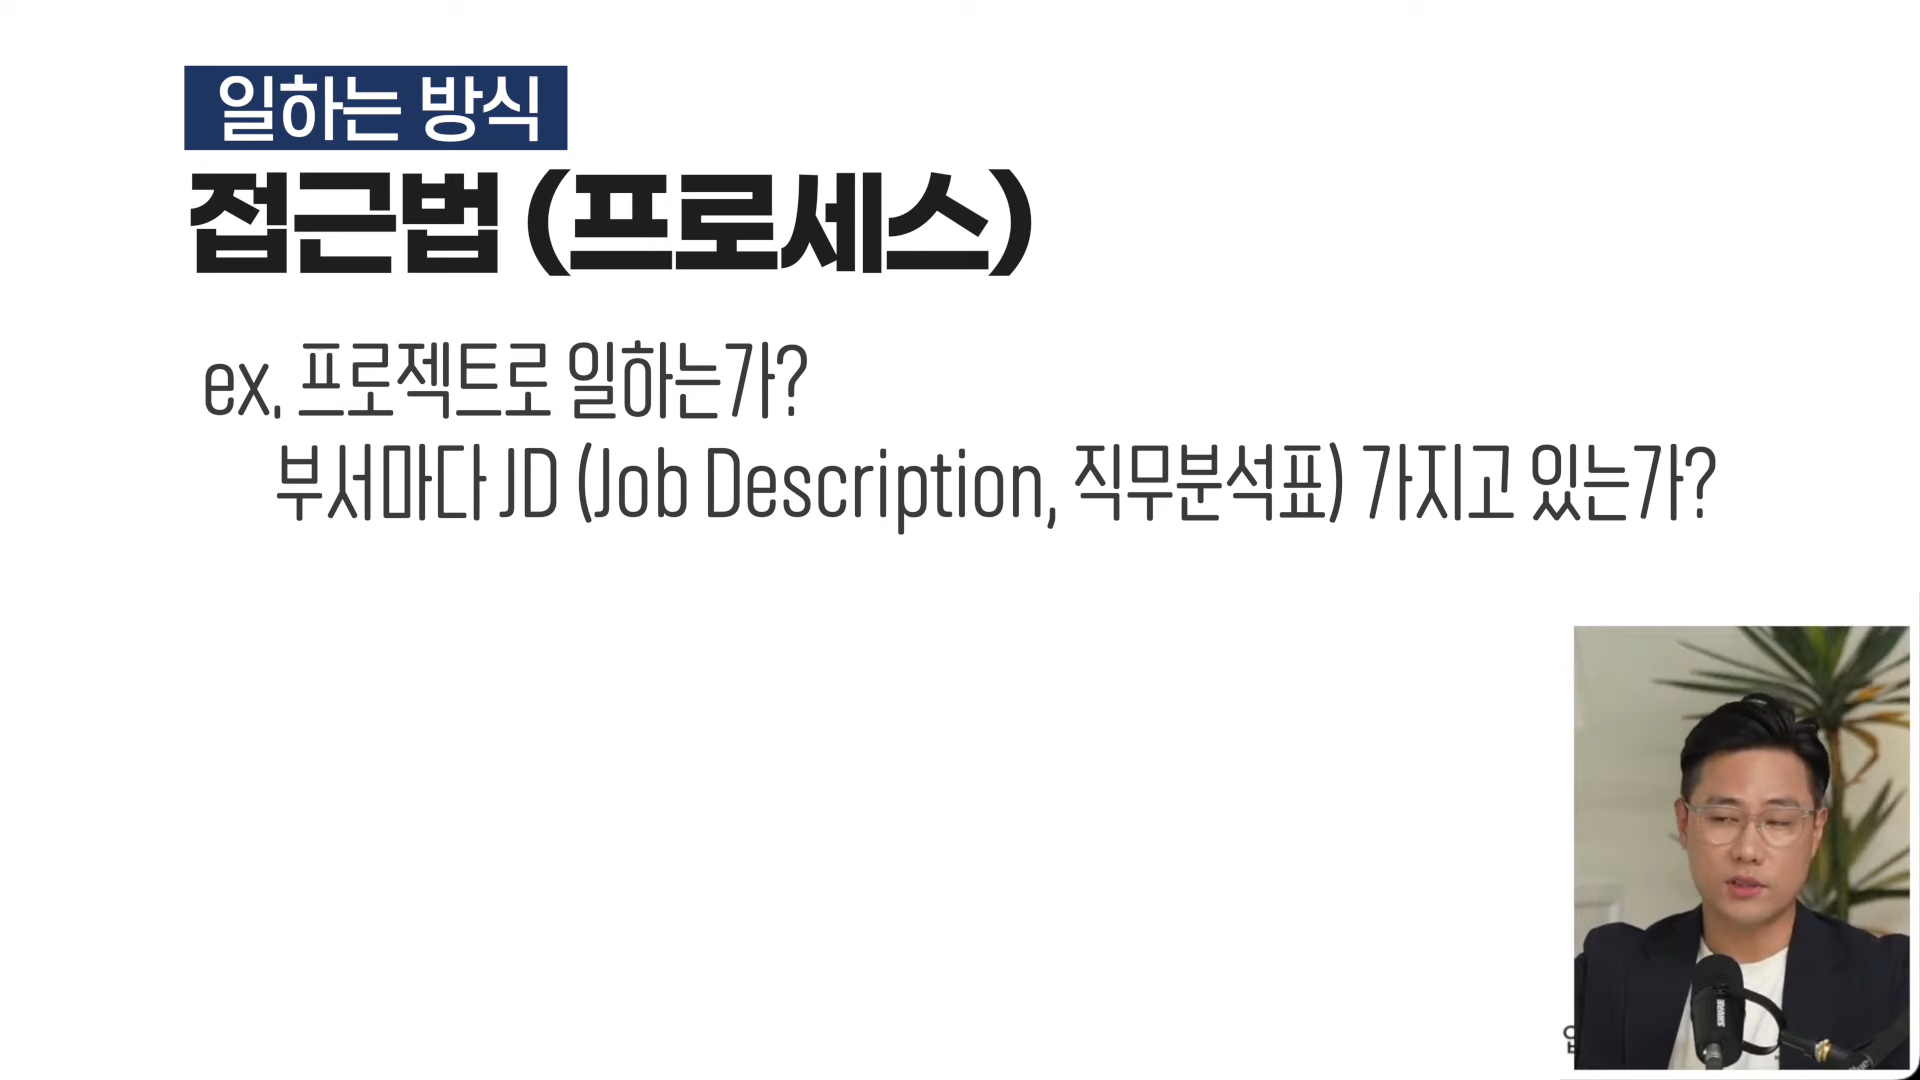 일하는 방식
접근법 (프로세스)
ex. 프로젝트로 일하는가?
부서마다 JD (Job Description, 직무분석표) 가지고 있는가?
SHURE